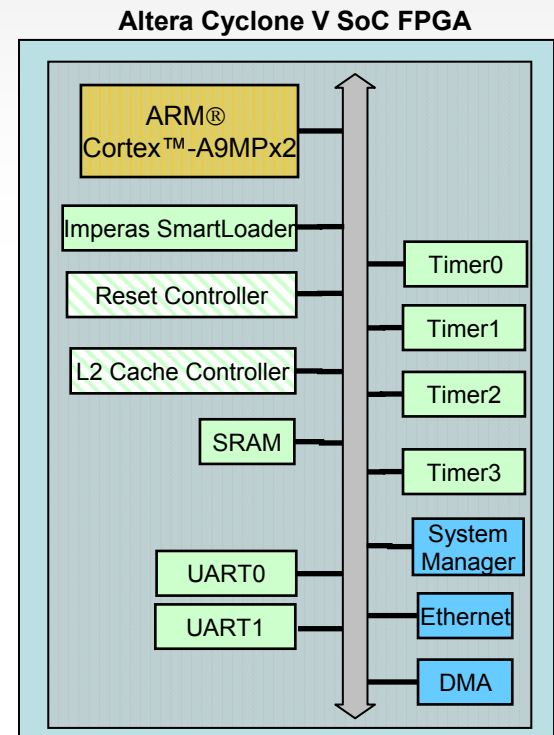 Altera Cyclone V SoC FPGA
ARM®
Cortex™-A9MPx2
Imperas SmartLoader
Reset Controller
L2 Cache Controller
SRAM
UART0
UART1
Timer0
Timer1
Timer2
Timer3
System
Manager
Ethernet
DMA